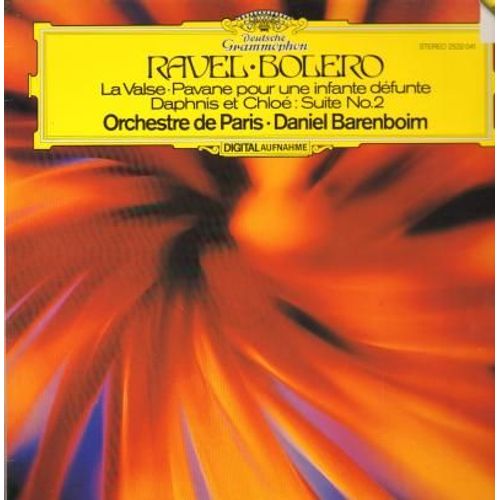 Deutsche
Grammophon
STEREO 2532 041
RAVEL·BOLERO
La Valse·Pavane pour une infante défunte
Daphnis et Chloé: Suite No.2
Orchestre de Paris·Daniel Barenboim
DIGITAL AUFNAHME